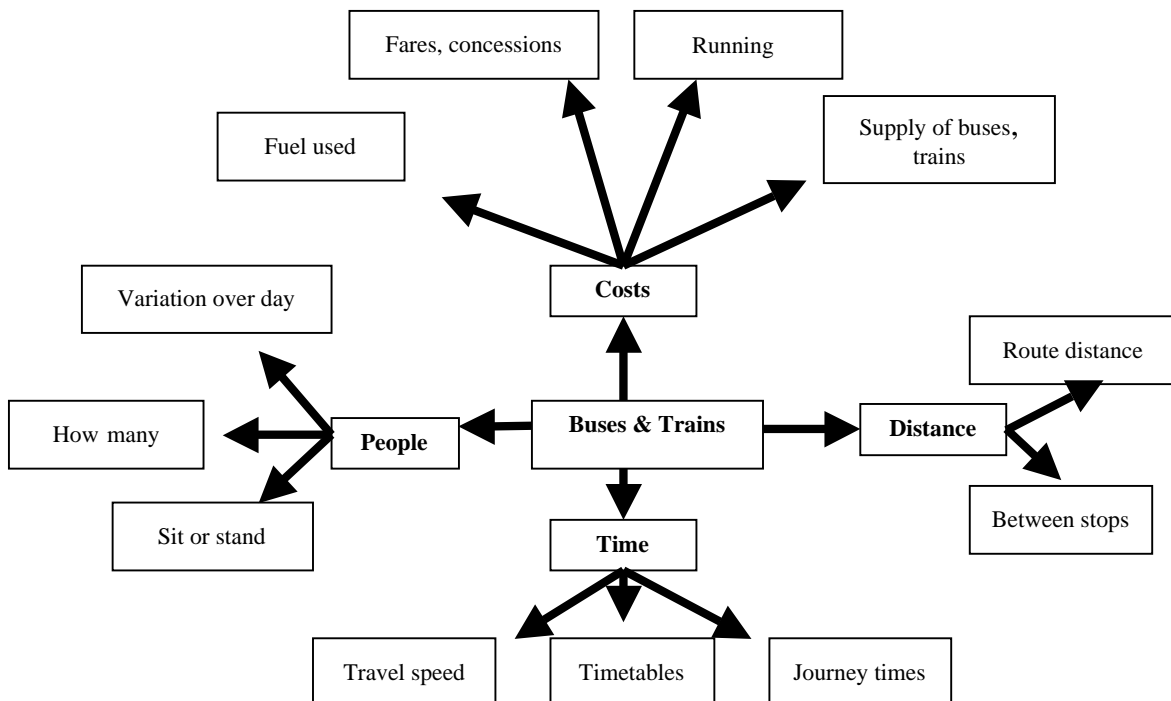 Fares, concessions
Running
Fuel used
Supply of buses,
trains
Costs
Variation over day
Route distance
How many
People
Buses & Trains
Distance
Sit or stand
Between stops
Time
Travel speed
Timetables
Journey times